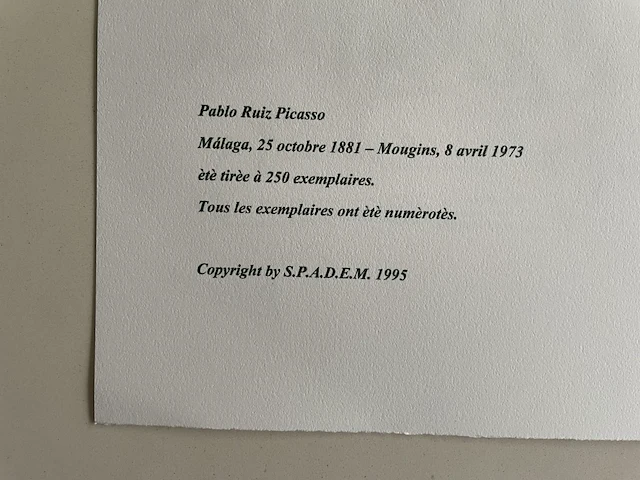 Pablo Ruiz Picasso
Málaga, 25 octobre 1881 – Mougins, 8 avril 1973
ètè tirèe à 250 exemplaires.
Tous les exemplaires ont ètè numèrotès.
Copyright by S.P.A.D.E.M. 1995